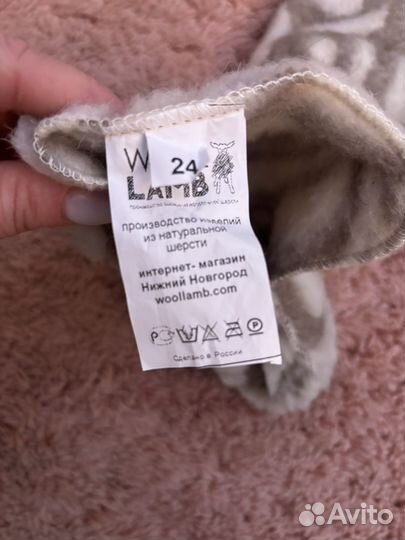 24
LAMB
производство изделий
из натуральной
шерсти
интернет- магазин
Нижний Новгород
woollamb.com
P P
Сделано в России
Avito